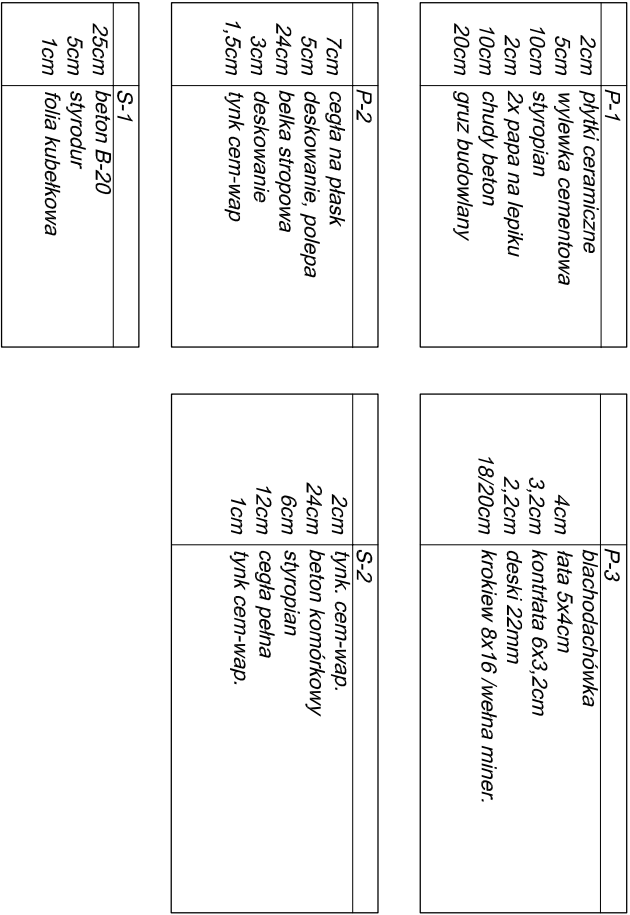 P-1
2cm płytki ceramiczne
5cm wylewka cementowa
10cm styropian
2cm 2x papa na lepiku
10cm chudy beton
20cm gruz budowlany
P-3
blachodachówka
4cm łata 5x4cm
3,2cm kontrłata 6x3,2cm
2,2cm deski 22mm
18/20cm krokiew 8x16 /wełna miner.
P-2
7cm cegła na płask
5cm deskowanie, polepa
24cm belka stropowa
3cm deskowanie
1,5cm tynk cem-wap
S-2
2cm tynk. cem-wap.
24cm beton komórkowy
6cm styropian
12cm cegła pełna
1cm tynk cem-wap.
S-1
25cm beton B-20
5cm styrodur
1cm folia kubełkowa